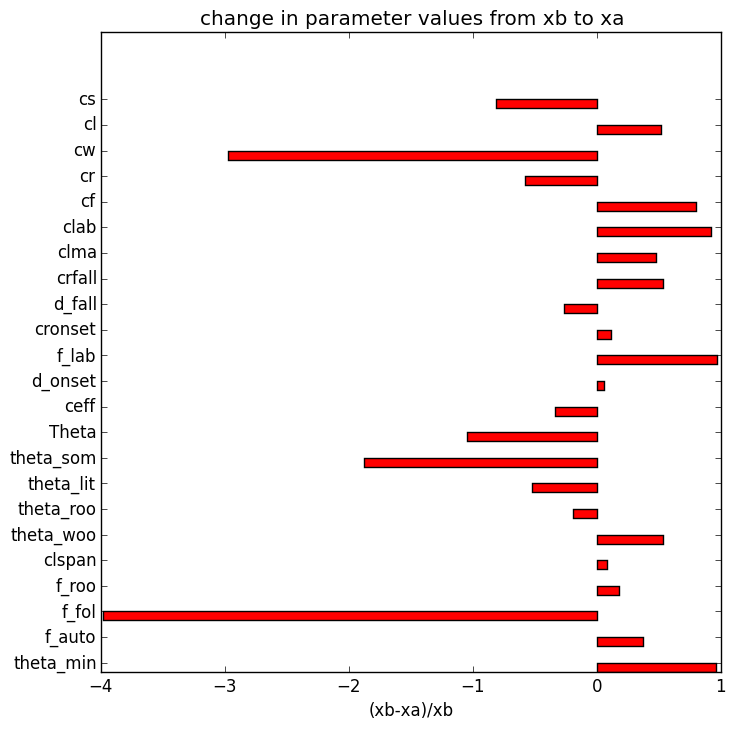 change in parameter values from xb to xa
cs
cl
cw
cr
cf
clab
clma
crfall
d_fall
cronset
f_lab
d_onset
ceff
Theta
theta_som
theta_lit
theta_roo
theta_woo
clspan
f_roo
f_fol
f_auto
theta_min
−4 −3 −2 −1 0 1
(xb-xa)/xb